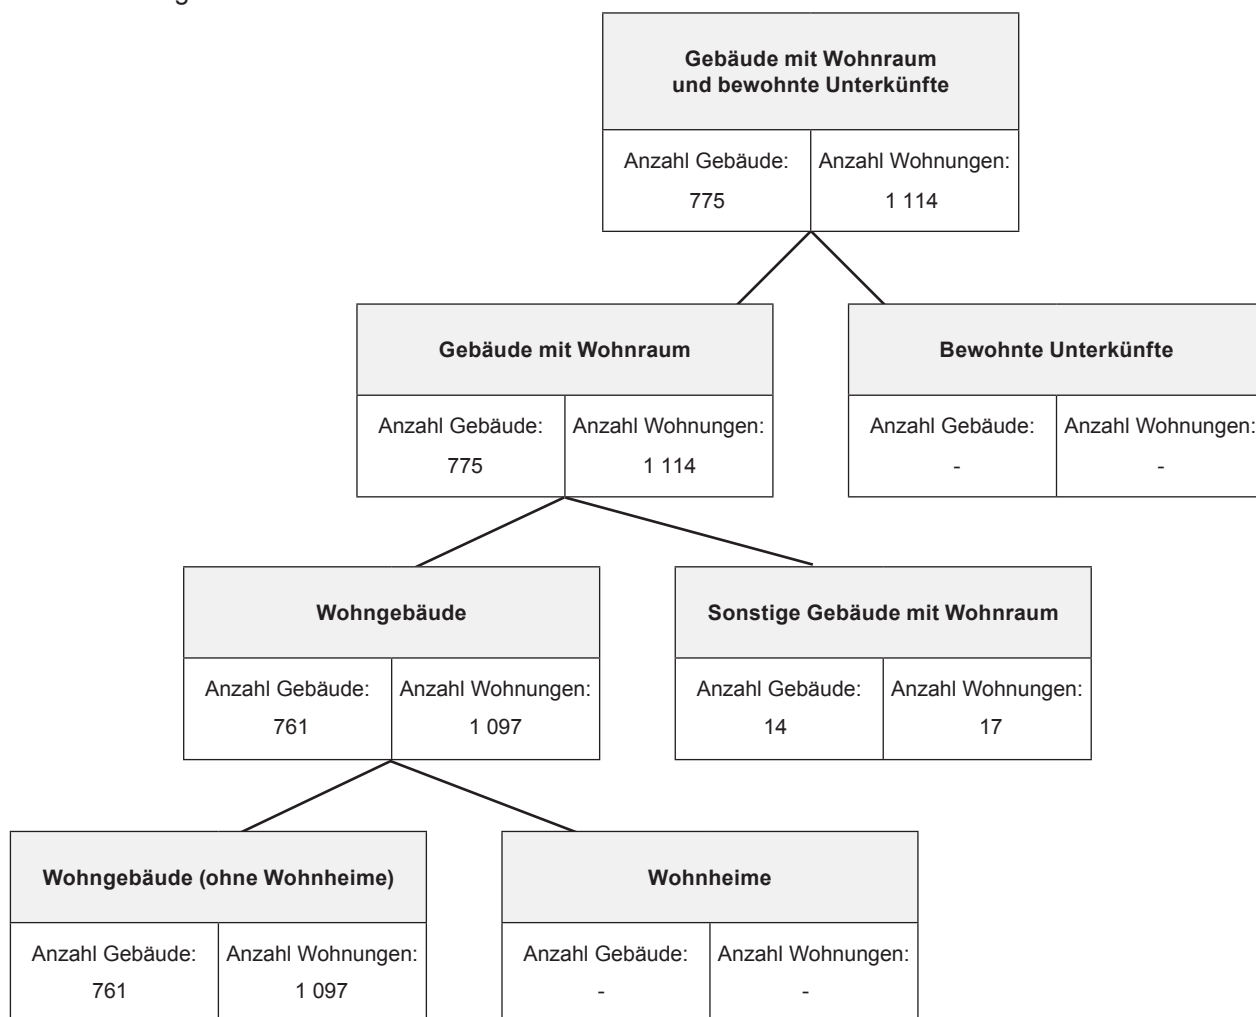 g
Gebäude mit Wohnraum
und bewohnte Unterkünfte
Anzahl Gebäude: Anzahl Wohnungen:
775 1 114
Gebäude mit Wohnraum Bewohnte Unterkünfte
Anzahl Gebäude: Anzahl Wohnungen: Anzahl Gebäude: Anzahl Wohnungen:
775 1 114 - -
Wohngebäude Sonstige Gebäude mit Wohnraum
Anzahl Gebäude: Anzahl Wohnungen: Anzahl Gebäude: Anzahl Wohnungen:
761 1 097 14 17
Wohngebäude (ohne Wohnheime) Wohnheime
Anzahl Gebäude: Anzahl Wohnungen: Anzahl Gebäude: Anzahl Wohnungen:
761 1 097 - -